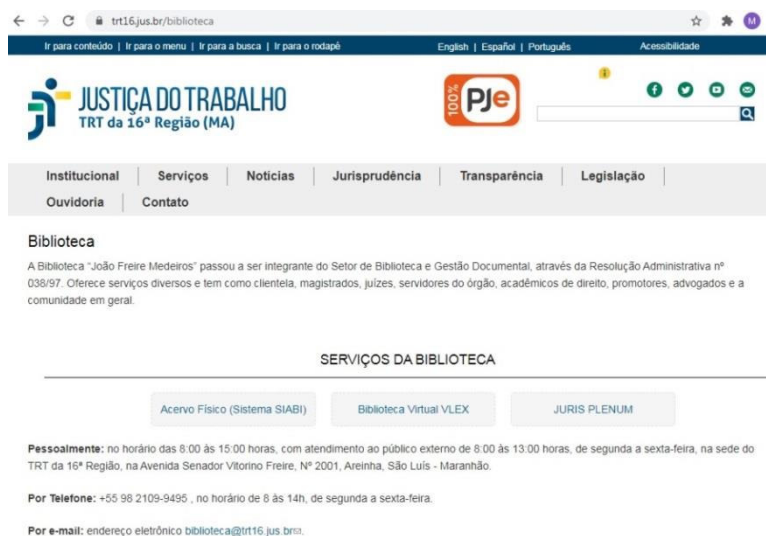 trt16.jus.br/biblioteca
M
Ir para conteúdo | Ir para o menu | Ir para a busca | Ir para o rodapé
English | Español | Português
Acessibilidade
JUSTIÇA DO TRABALHO
TRT da 16ª Região (MA)
100% PJe
Institucional
Serviços
Notícias
Jurisprudência
Transparência
Legislação
Ouvidoria
Contato
Biblioteca
A Biblioteca "João Freire Medeiros" passou a ser integrante do Setor de Biblioteca e Gestão Documental, através da Resolução Administrativa nº
038/97. Oferece serviços diversos e tem como clientela, magistrados, juízes, servidores do órgão, acadêmicos de direito, promotores, advogados e a
comunidade em geral.
SERVIÇOS DA BIBLIOTECA
Acervo Físico (Sistema SIABI)
Biblioteca Virtual VLEX
JURIS PLENUM
Pessoalmente: no horário das 8:00 às 15:00 horas, com atendimento ao público externo de 8:00 às 13:00 horas, de segunda a sexta-feira, na sede do
TRT da 16ª Região, na Avenida Senador Vitorino Freire, Nº 2001, Areinha, São Luís - Maranhão.
Por Telefone: +55 98 2109-9495 , no horário de 8 às 14h, de segunda a sexta-feira.
Por e-mail: endereço eletrônico biblioteca@trt16.jus.br.